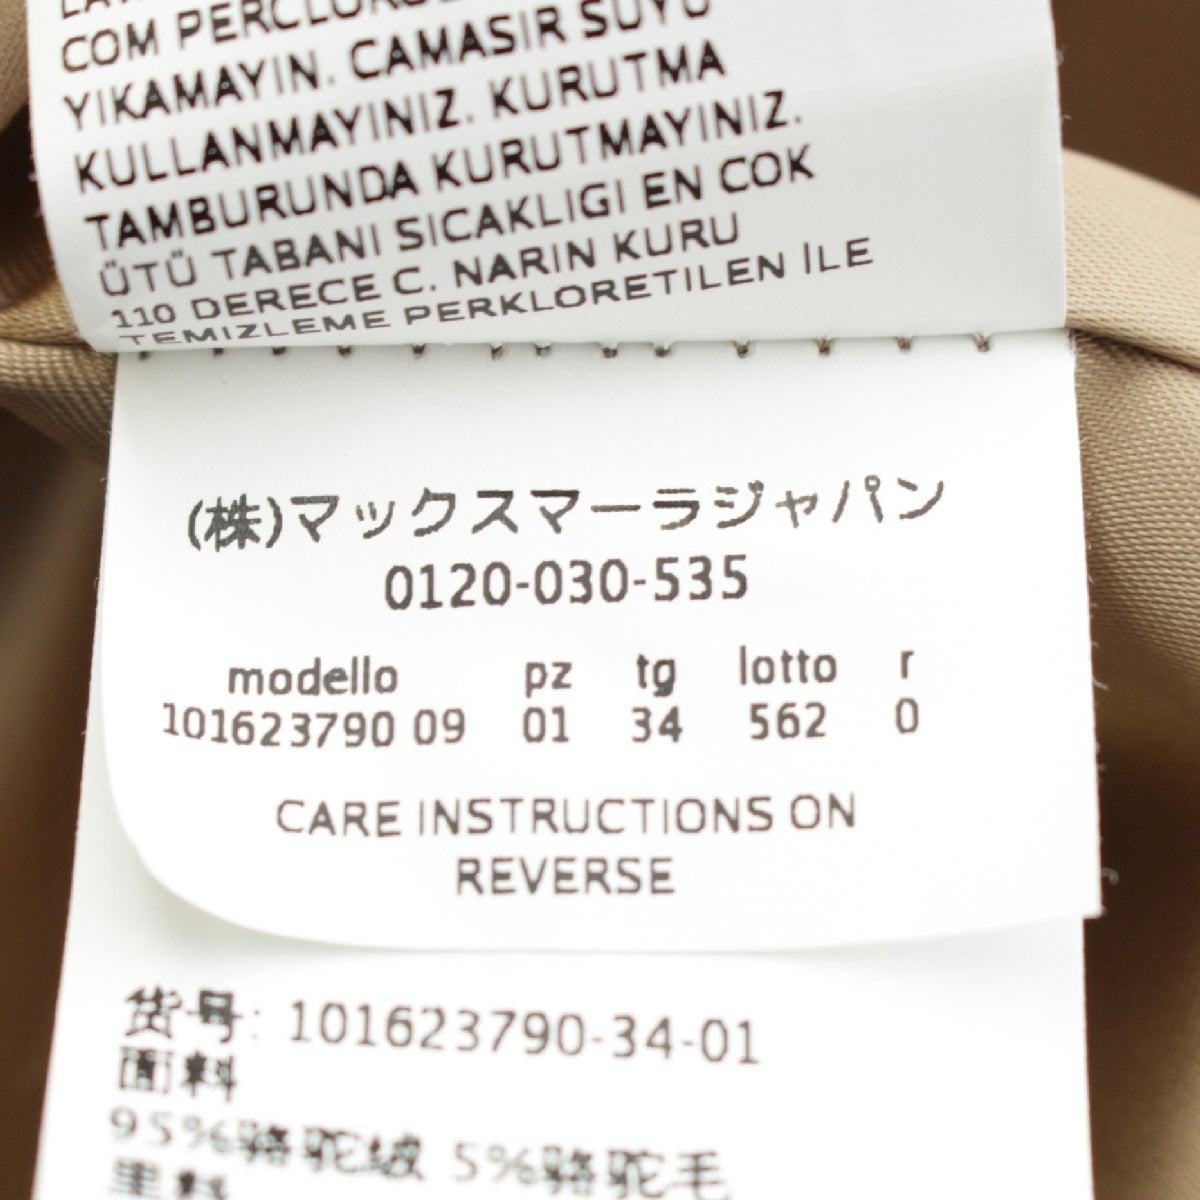 COM
YIKAMAYIN. CAMASIR SUYU
KULLANMAYINIZ. KURUTMA
TAMBURUNDA KURUTMAYINIZ.
ÜTÜ TABANI SICAKLIGI EN COK
110 DERECE C. NARIN KURU
TEMIZLEME PERKLORETILEN İLE
(株)マックスマーラジャパン
0120-030-535
modello pz tg lotto r
101623790 09 01 34 562 0
CARE INSTRUCTIONS ON
REVERSE
货号: 101623790-34-01
面料
95%骆驼绒 5%骆驼毛
里料